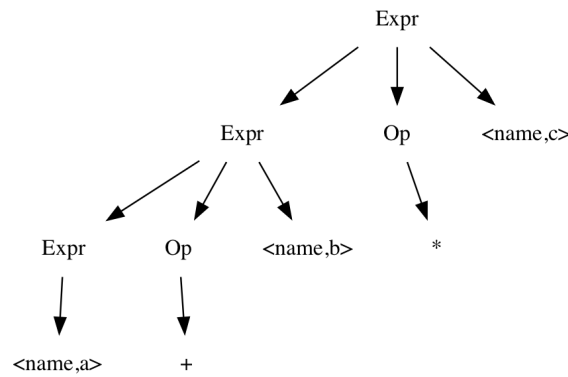 Expr
Expr Op <name,c>
Expr Op <name,b> *
<name,a> +